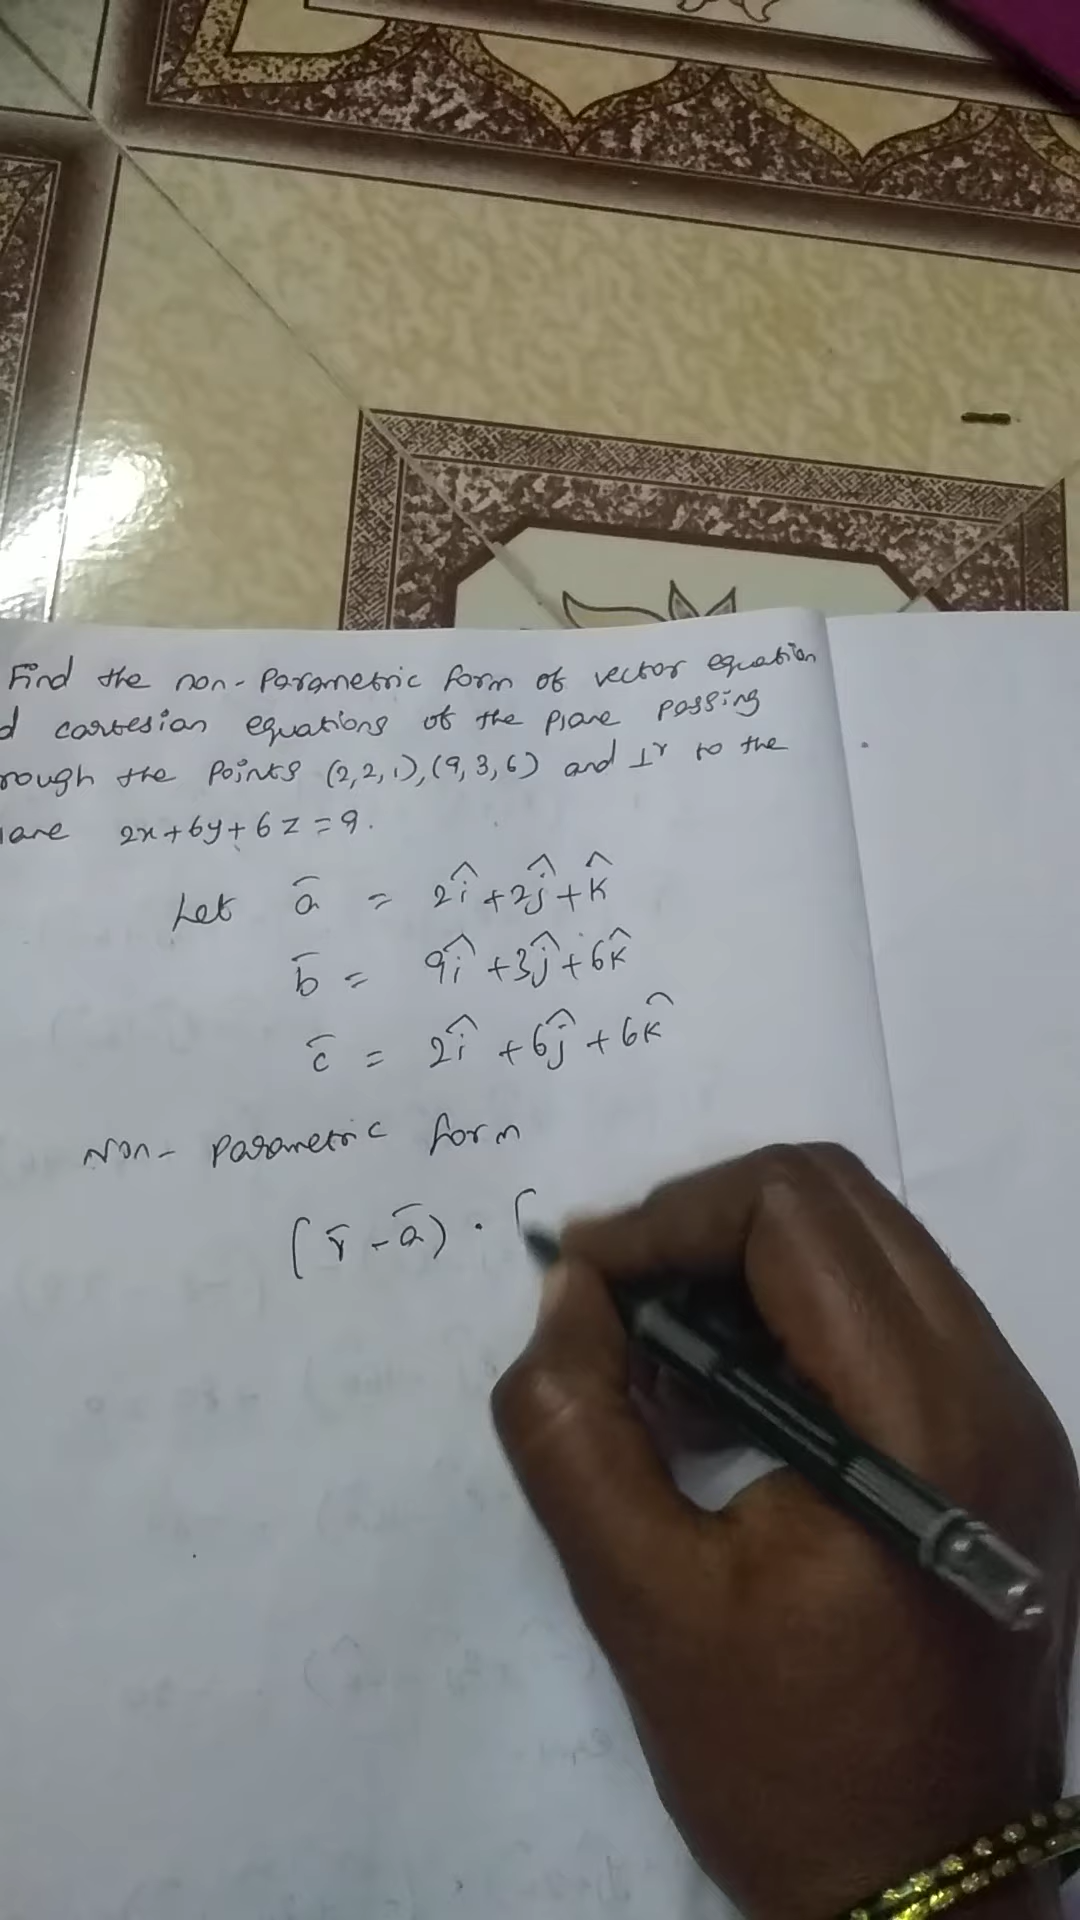 Find the non-Parametric form of vector equation
d cartesian equations of the plane passing
rough the Points (2,2,1),(9,3,6) and ⊥r to the
lane 2x+6y+6z=9.
Let a̅ = 2î+2ĵ+k̂
b̅ = 9î+3ĵ+6k̂
c̅ = 2î+6ĵ+6k̂
Non-Parametric form
(r̅-a̅)·(